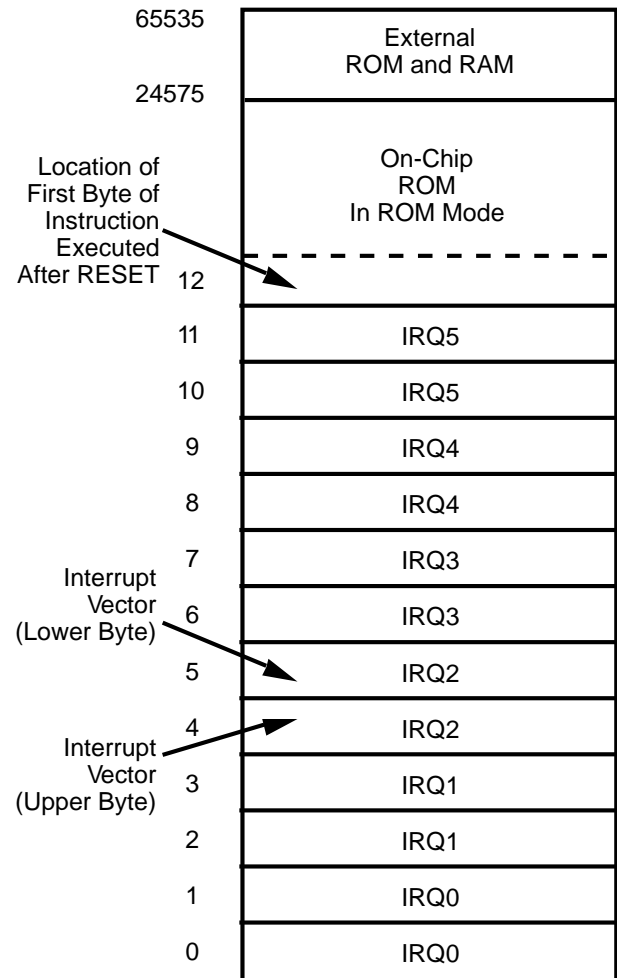 65535
External
ROM and RAM
24575
On-Chip
ROM
In ROM Mode
Location of
First Byte of
Instruction
Executed
After RESET
12
11 IRQ5
10 IRQ5
9 IRQ4
8 IRQ4
7 IRQ3
Interrupt
Vector
(Lower Byte)
6 IRQ3
5 IRQ2
4 IRQ2
Interrupt
Vector
(Upper Byte)
3 IRQ1
2 IRQ1
1 IRQ0
0 IRQ0